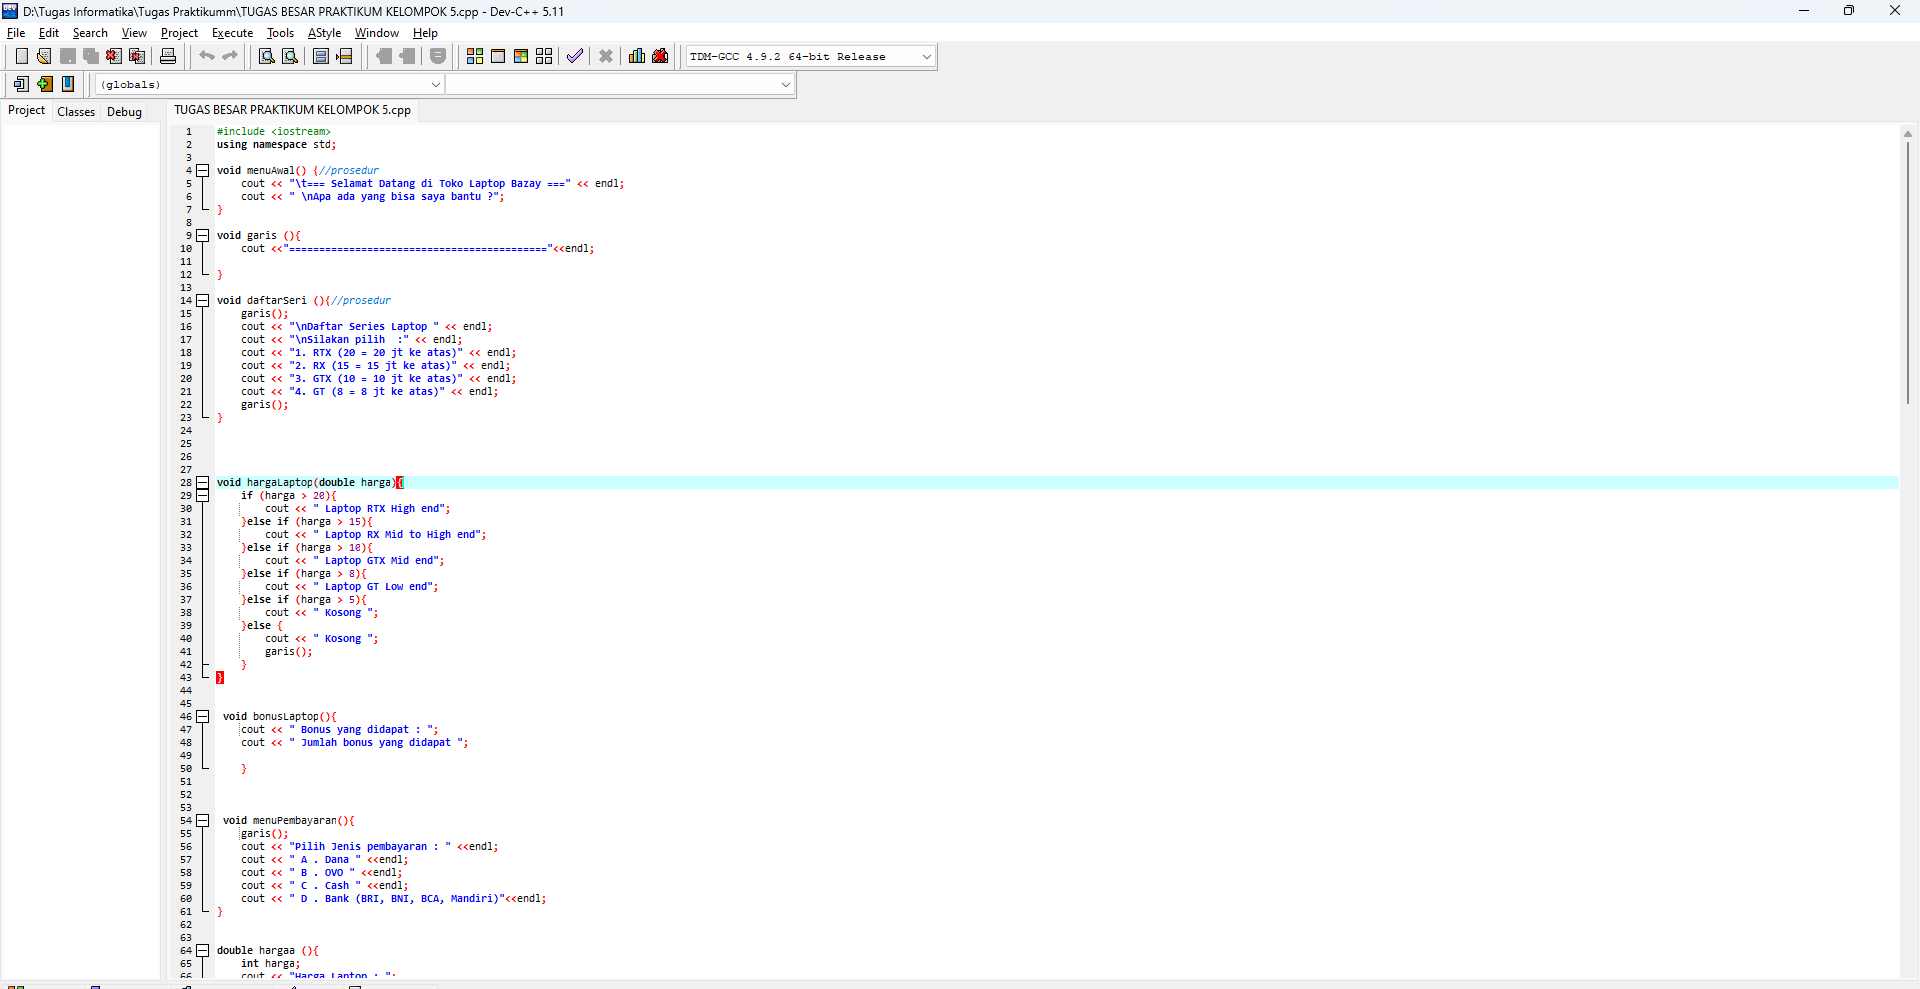 D:\Tugas Informatika\Tugas Praktikumm\TUGAS BESAR PRAKTIKUM KELOMPOK 5.cpp - Dev-C++ 5.11
File Edit Search View Project Execute Tools AStyle Window Help
TDM-GCC 4.9.2 64-bit Release
(globals)
Project Classes Debug TUGAS BESAR PRAKTIKUM KELOMPOK 5.cpp
1 #include <iostream>
2 using namespace std;
3
4 void menuAwal() {//prosedur
5 cout << "\t=== Selamat Datang di Toko Laptop Bazay ===" << endl;
6 cout << " \nApa ada yang bisa saya bantu ?";
7 }
8
9 void garis (){
10 cout <<"==========================================="<<endl;
11
12 }
13
14 void daftarSeri (){//prosedur
15 garis();
16 cout << "\nDaftar Series Laptop " << endl;
17 cout << "\nSilakan pilih  :" << endl;
18 cout << "1. RTX (20 = 20 jt ke atas)" << endl;
19 cout << "2. RX (15 = 15 jt ke atas)" << endl;
20 cout << "3. GTX (10 = 10 jt ke atas)" << endl;
21 cout << "4. GT (8 = 8 jt ke atas)" << endl;
22 garis();
23 }
24
25
26
27
28 void hargaLaptop(double harga){
29 if (harga > 20){
30 cout << " Laptop RTX High end";
31 }else if (harga > 15){
32 cout << " Laptop RX Mid to High end";
33 }else if (harga > 10){
34 cout << " Laptop GTX Mid end";
35 }else if (harga > 8){
36 cout << " Laptop GT Low end";
37 }else if (harga > 5){
38 cout << " Kosong ";
39 }else {
40 cout << " Kosong ";
41 garis();
42 }
43 }
44
45
46 void bonusLaptop(){
47 cout << " Bonus yang didapat : ";
48 cout << " Jumlah bonus yang didapat ";
49
50 }
51
52
53
54 void menuPembayaran(){
55 garis();
56 cout << "Pilih Jenis pembayaran : " <<endl;
57 cout << " A . Dana " <<endl;
58 cout << " B . OVO " <<endl;
59 cout << " C . Cash " <<endl;
60 cout << " D . Bank (BRI, BNI, BCA, Mandiri)"<<endl;
61 }
62
63
64 double hargaa (){
65 int harga;
66 cout << "Harga Laptop : ";